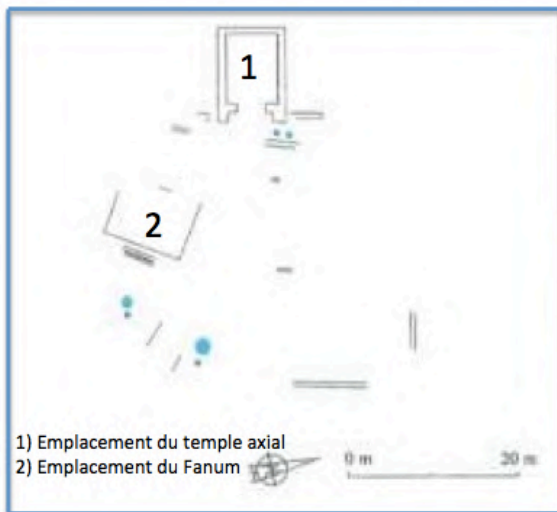 1
2
1) Emplacement du temple axial
2) Emplacement du Fanum
0 m 20 m